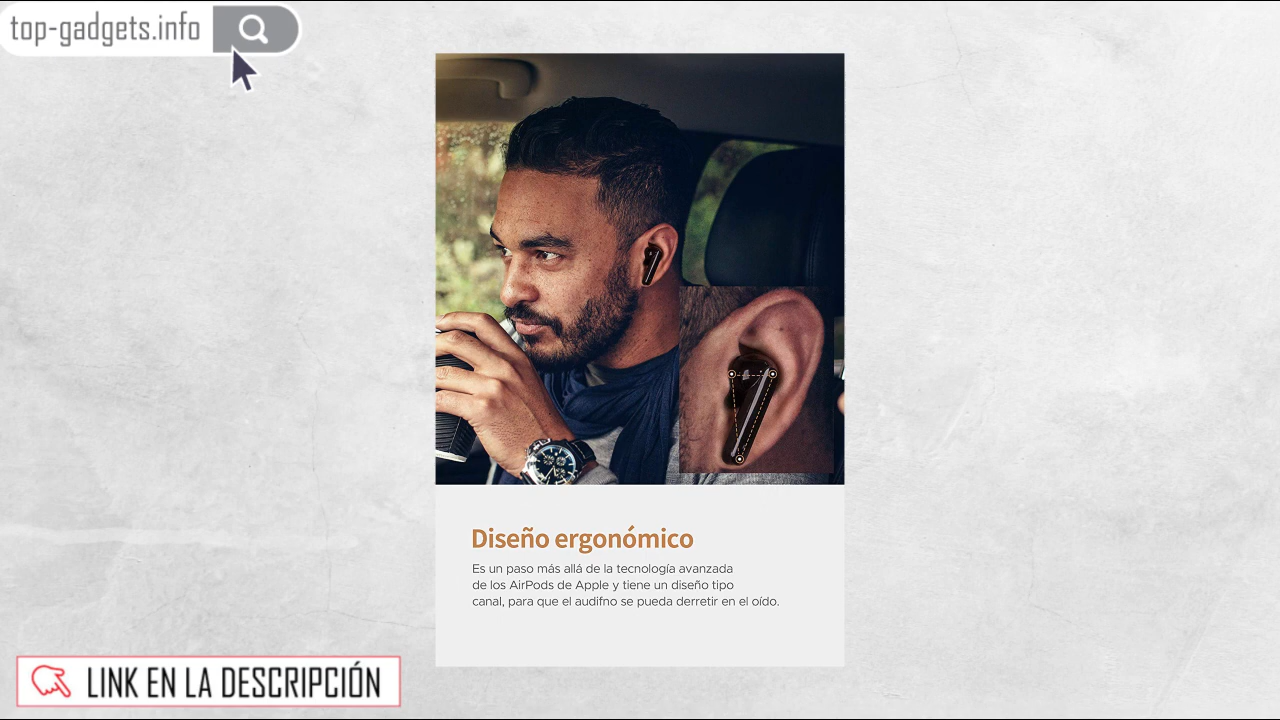 top-gadgets.info
Diseño ergonómico
Es un paso más allá de la tecnología avanzada
de los AirPods de Apple y tiene un diseño tipo
canal, para que el audifno se pueda derretir en el oído.
LINK EN LA DESCRIPCIÓN